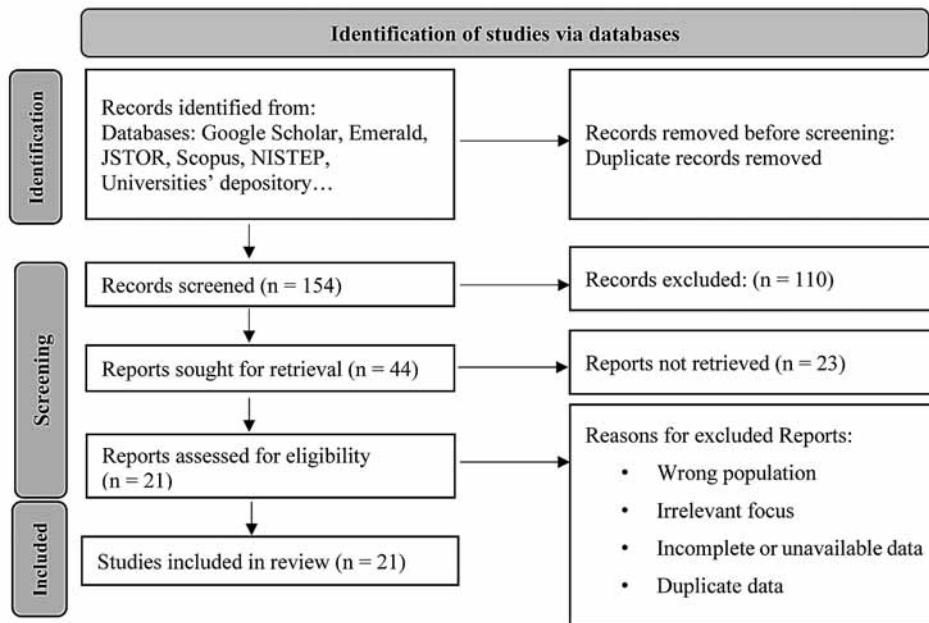 Identification of studies via databases
Identification
Records identified from:
Databases: Google Scholar, Emerald,
JSTOR, Scopus, NISTEP,
Universities’ depository…
Records removed before screening:
Duplicate records removed
Screening
Records screened (n = 154)
Records excluded: (n = 110)
Reports sought for retrieval (n = 44)
Reports not retrieved (n = 23)
Reports assessed for eligibility
(n = 21)
Reasons for excluded Reports:
• Wrong population
• Irrelevant focus
• Incomplete or unavailable data
• Duplicate data
Included
Studies included in review (n = 21)